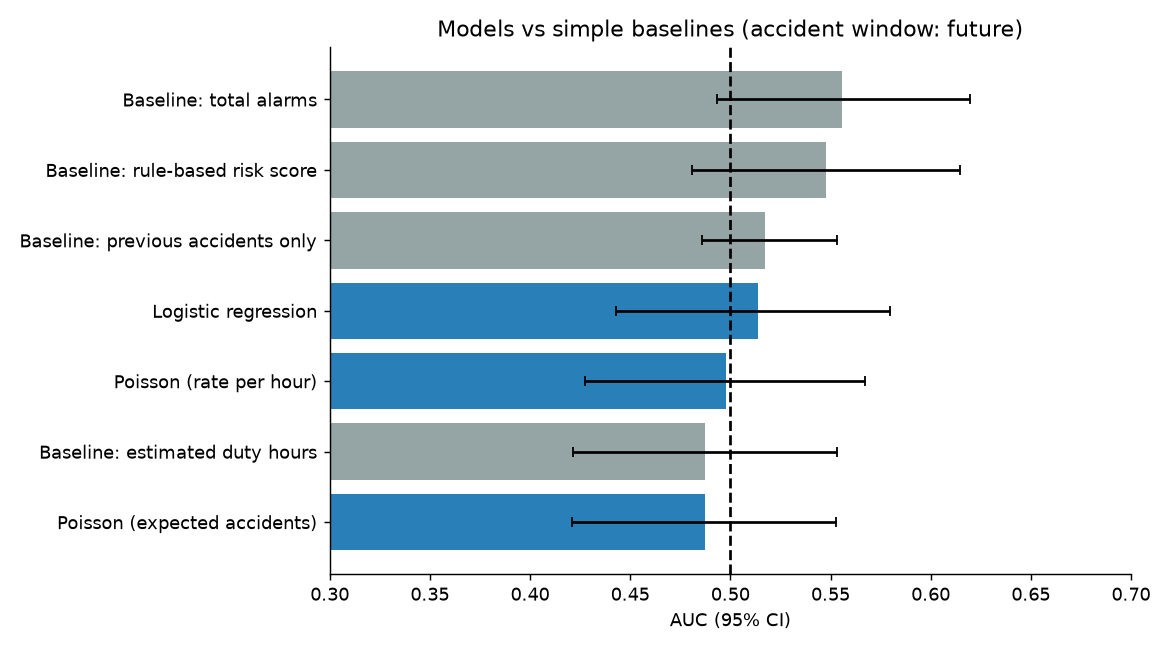 Models vs simple baselines (accident window: future)
Baseline: total alarms
Baseline: rule-based risk score
Baseline: previous accidents only
Logistic regression
Poisson (rate per hour)
Baseline: estimated duty hours
Poisson (expected accidents)
0.30 0.35 0.40 0.45 0.50 0.55 0.60 0.65 0.70
AUC (95% CI)